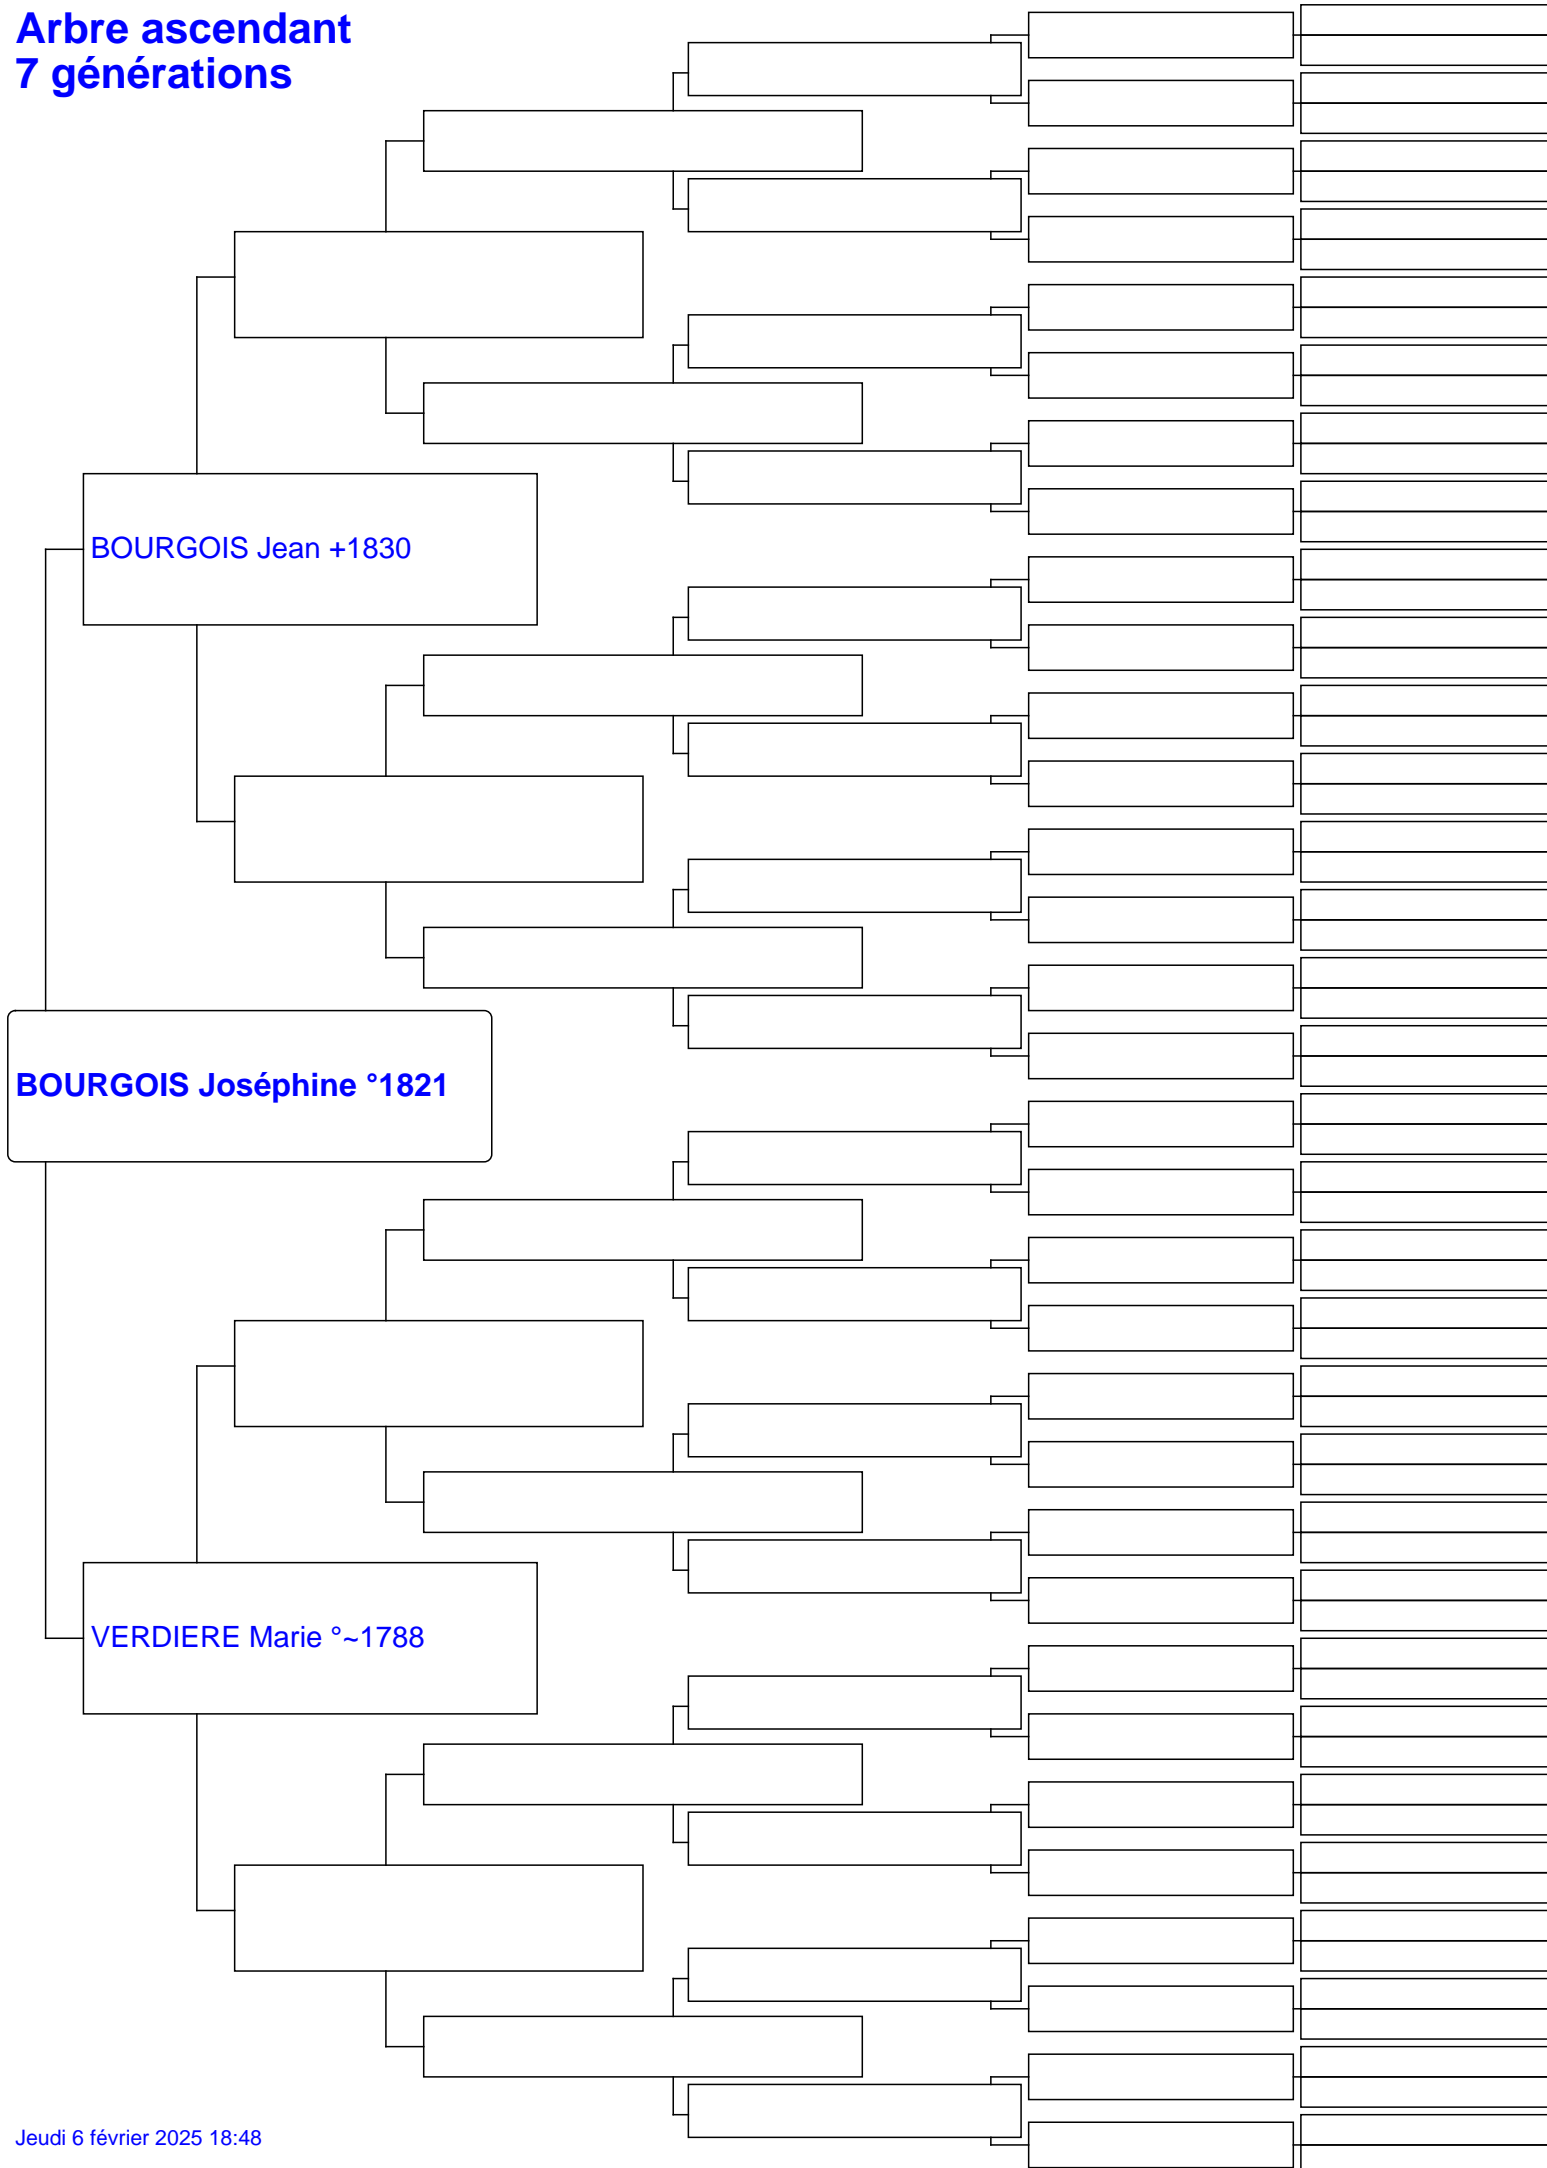 Arbre ascendant
7 générations
BOURGOIS Jean +1830
BOURGOIS Joséphine °1821
VERDIERE Marie °~1788
Jeudi 6 février 2025 18:48